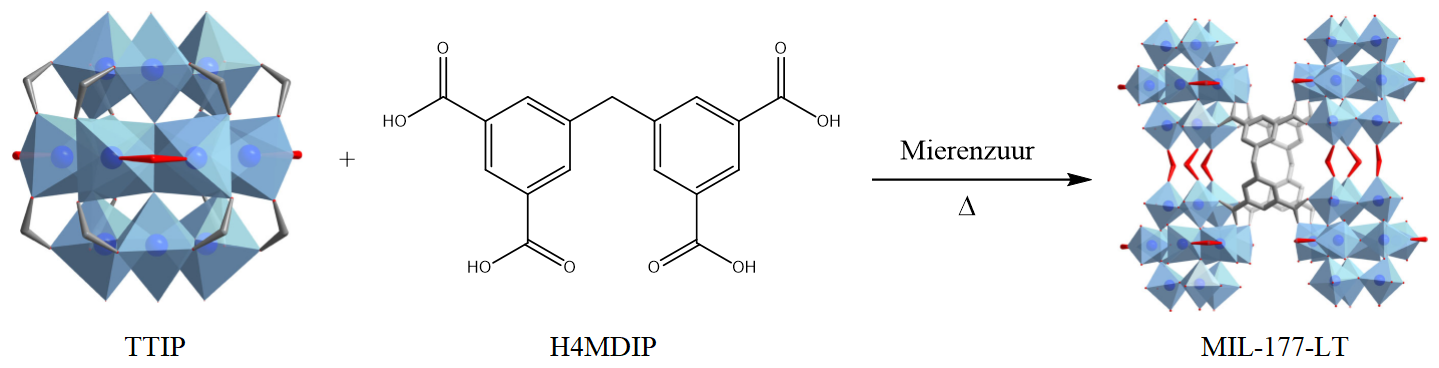 O
O
HO
OH
+
Mierenzuur
Δ
HO
O
O
OH
TTIP
H4MDIP
MIL-177-LT